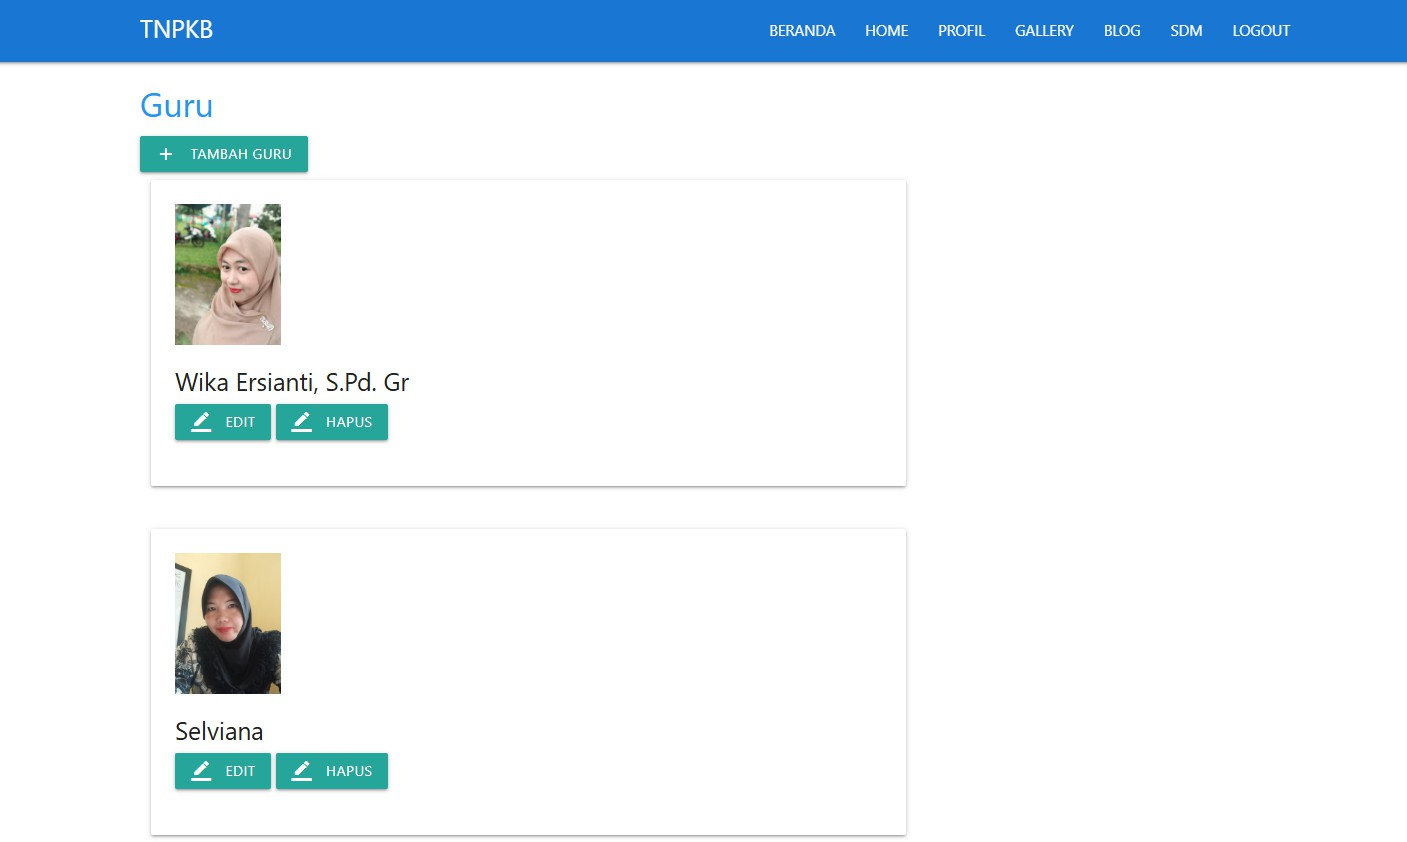 TNPKB BERANDA HOME PROFIL GALLERY BLOG SDM LOGOUT
Guru
TAMBAH GURU
Wika Ersianti, S.Pd. Gr
EDIT HAPUS
Selviana
EDIT HAPUS